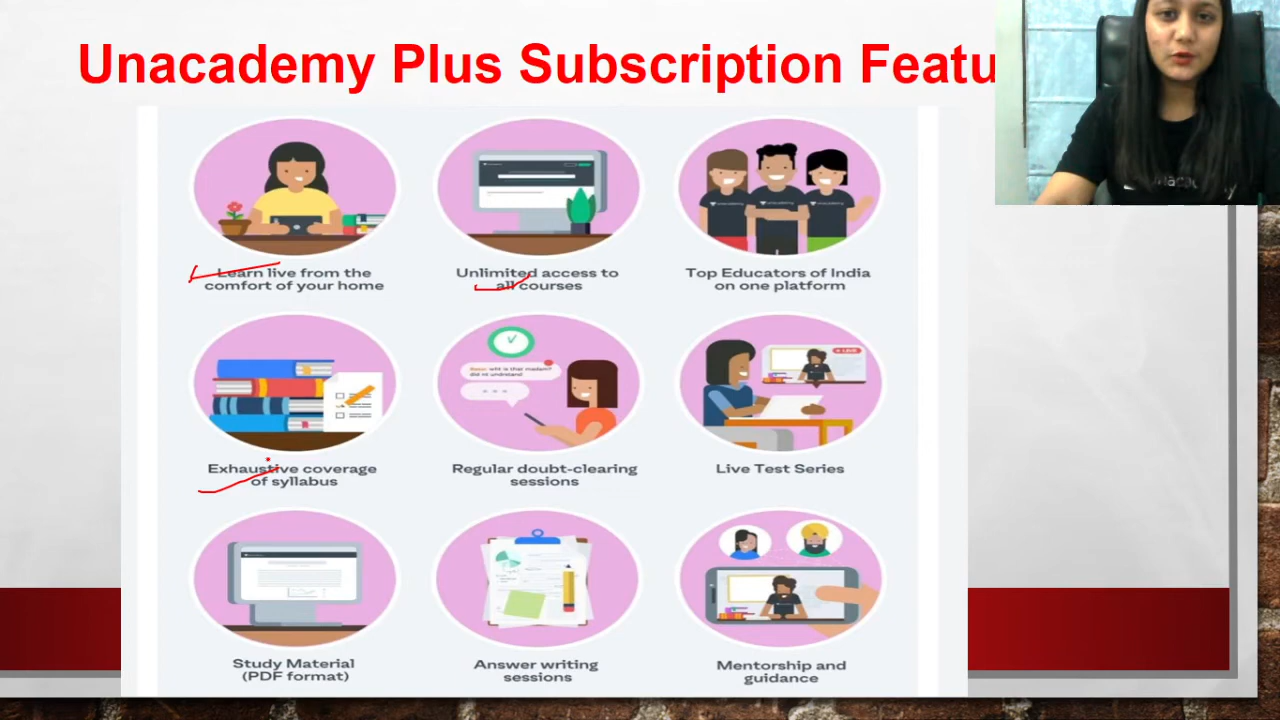 Unacademy Plus Subscription Featu
Learn live from the
comfort of your home
Unlimited access to
all courses
Top Educators of India
on one platform
Exhaustive coverage
of syllabus
Regular doubt-clearing
sessions
LIVE
Live Test Series
Study Material
(PDF format)
Answer writing
sessions
Mentorship and
guidance